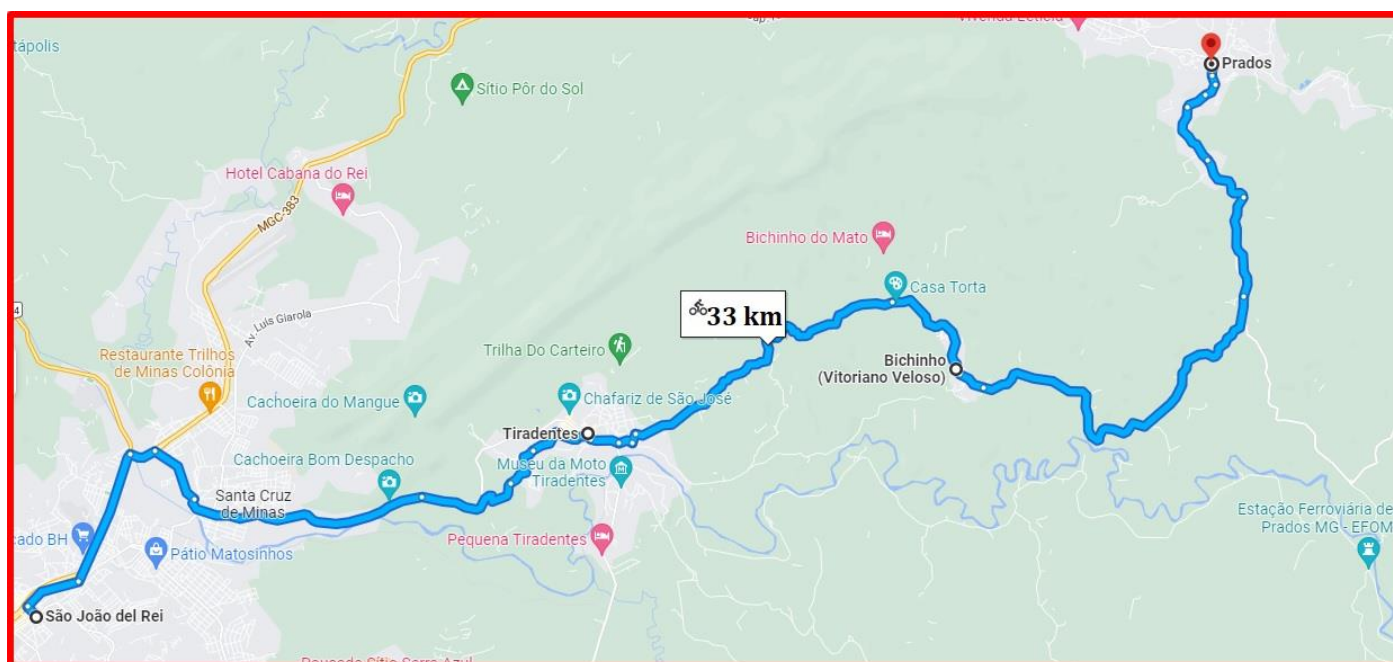 Prados
Sítio Pôr do Sol
Hotel Cabana do Rei
MGC-383
Bichinho do Mato
Casa Torta
Av. Luis Giarola
33 km
Restaurante Trilhos
de Minas Colônia
Trilha Do Carteiro
Bichinho
(Vitoriano Veloso)
Cachoeira do Mangue
Chafariz de São José
Tiradentes
Cachoeira Bom Despacho
Museu da Moto
Tiradentes
Santa Cruz
de Minas
Estação Ferroviária de
Prados MG - EFOM
Pequena Tiradentes
Pátio Matosinhos
São João del Rei